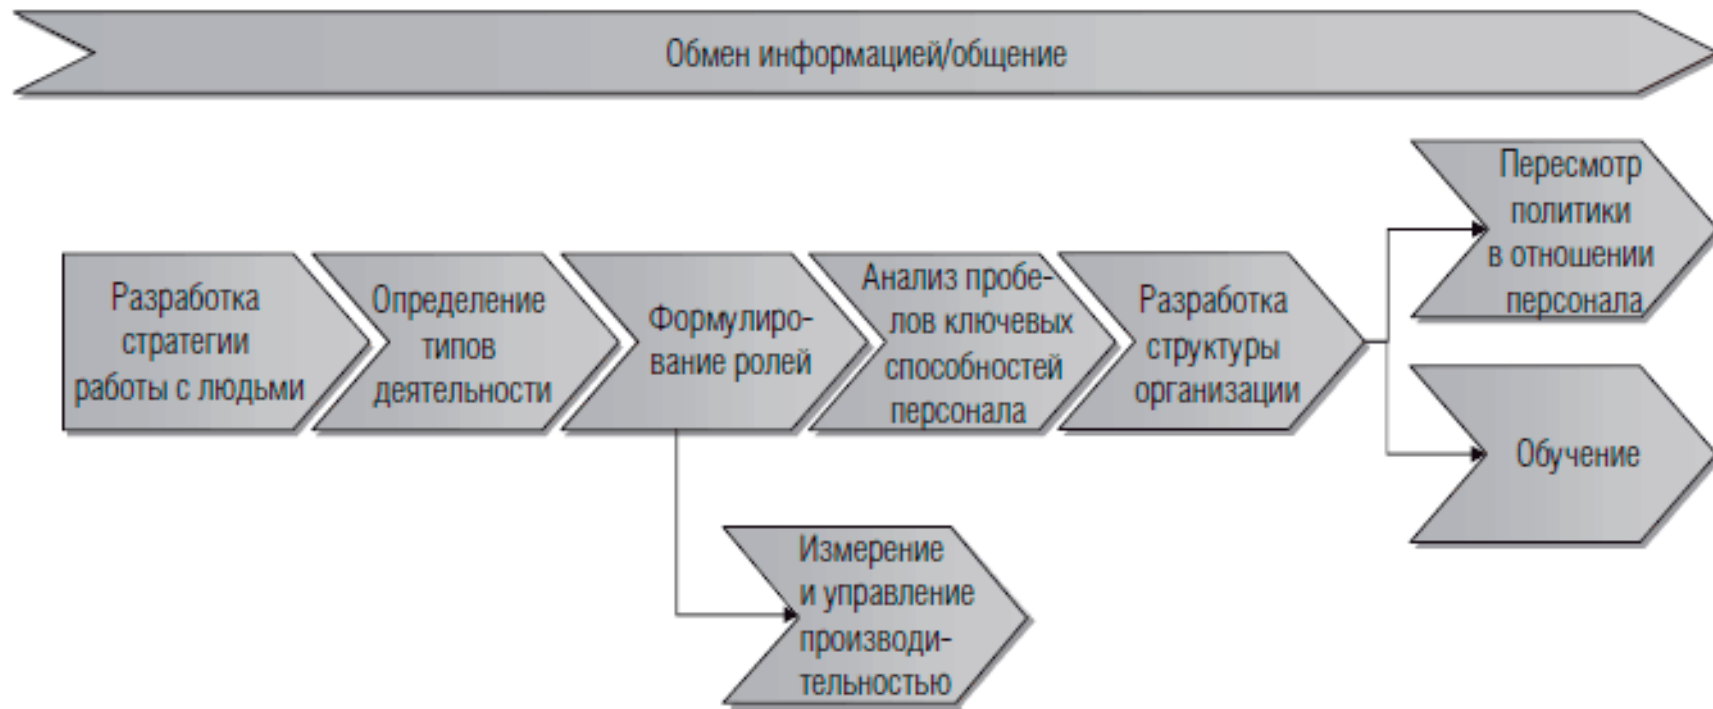 Обмен информацией/общение
Разработка
стратегии
работы с людьми
Определение
типов
деятельности
Формулиро-
вание ролей
Анализ пробе-
лов ключевых
способностей
персонала
Разработка
структуры
организации
Пересмотр
политики
в отношении
персонала
Обучение
Измерение
и управление
производи-
тельностью